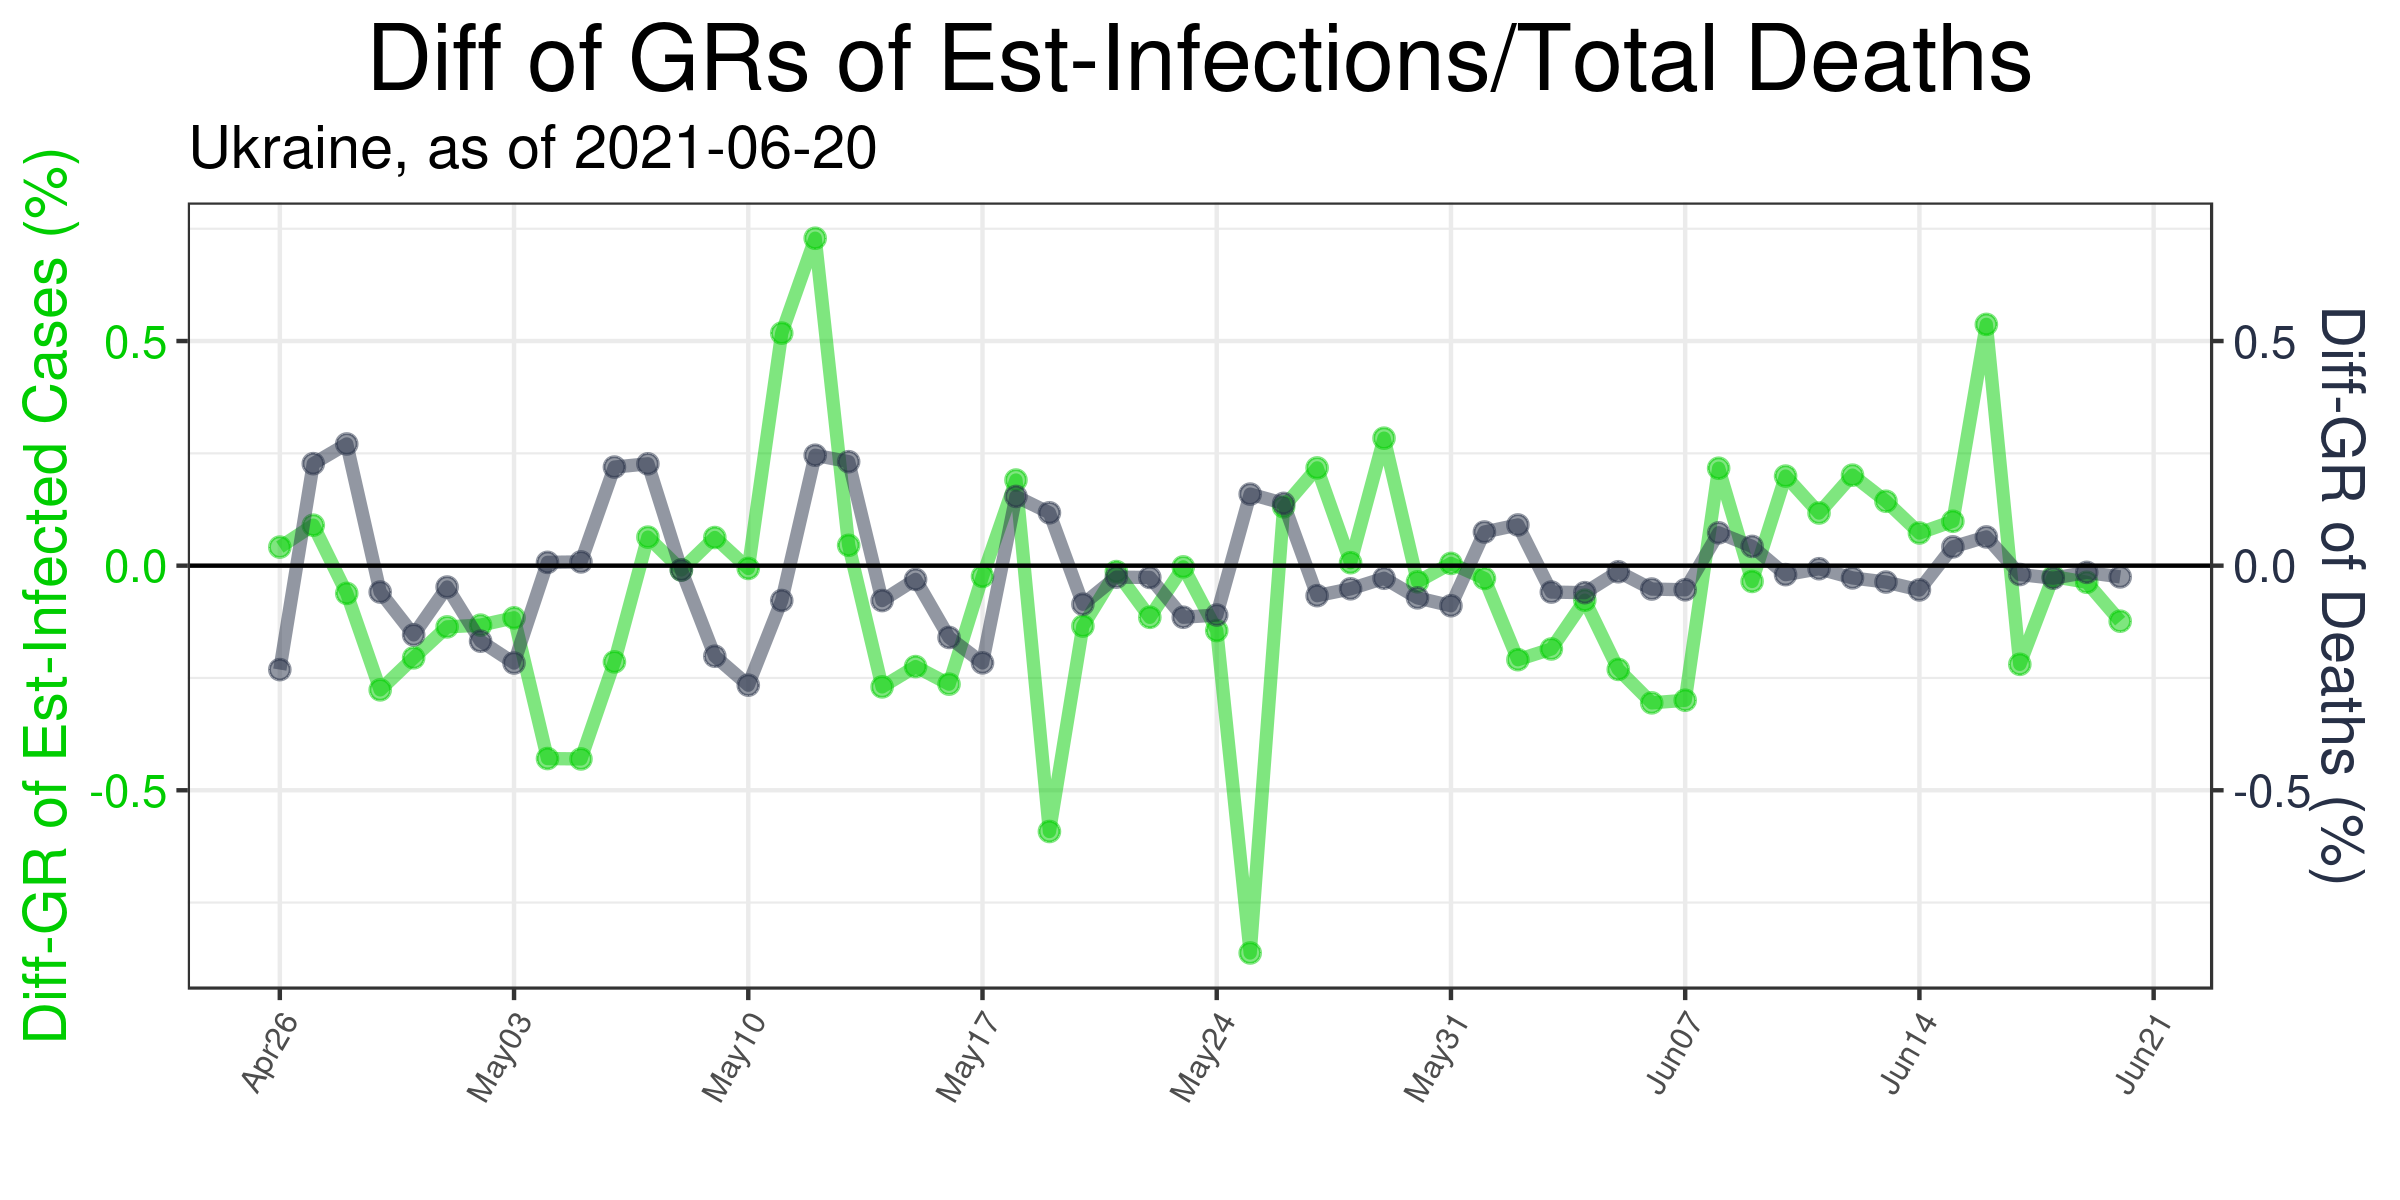 Diff of GRs of Est-Infections/Total Deaths
Ukraine, as of 2021-06-20
Diff-GR of Est-Infected Cases (%)
0.5
0.0
-0.5
0.5
0.0
-0.5
Diff-GR of Deaths (%)
Apr26
May03
May10
May17
May24
May31
Jun07
Jun14
Jun21